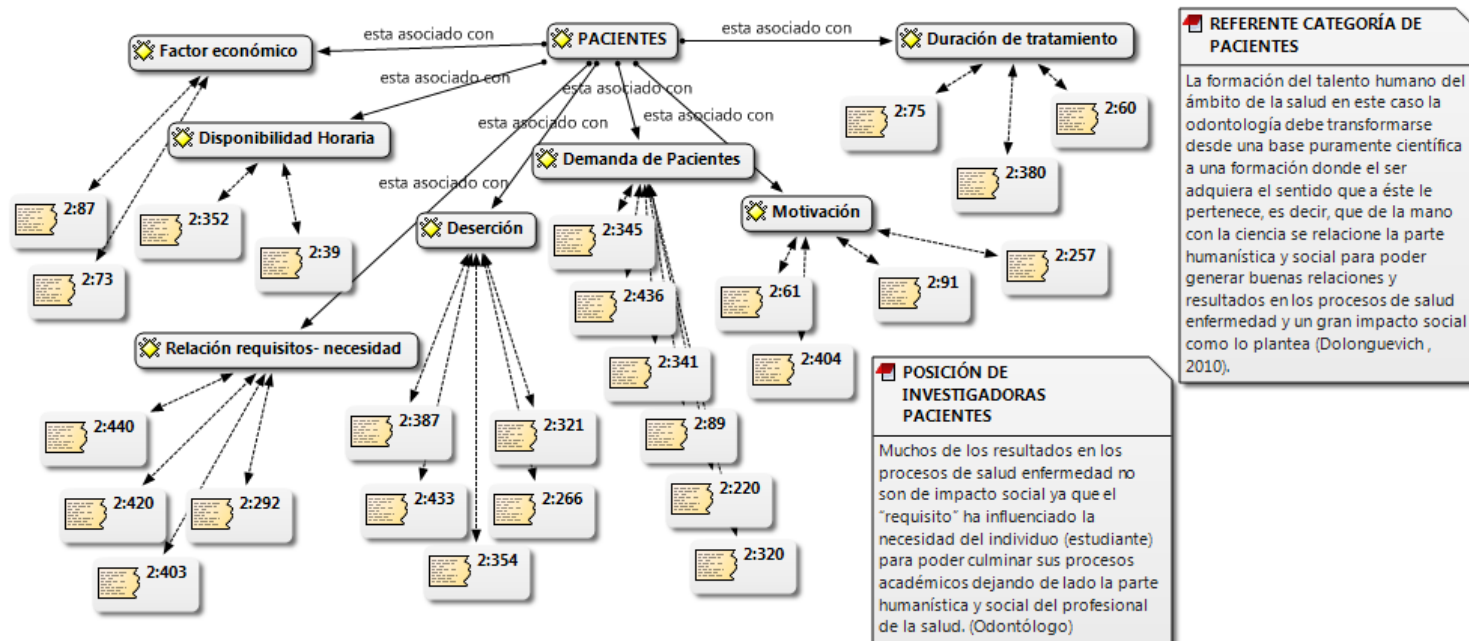 Factor económico
esta asociado con
PACIENTES
esta asociado con
Duración de tratamiento
esta asociado con
esta asociado con
esta asociado con
esta asociado con
esta asociado con
Disponibilidad Horaria
Demanda de Pacientes
Deserción
Motivación
Relación requisitos- necesidad
2:87
2:73
2:352
2:39
2:75
2:380
2:60
2:345
2:436
2:341
2:89
2:220
2:320
2:61
2:404
2:91
2:257
2:387
2:433
2:354
2:321
2:266
2:440
2:420
2:403
2:292
REFERENTE CATEGORÍA DE
PACIENTES
La formación del talento humano del
ámbito de la salud en este caso la
odontología debe transformarse
desde una base puramente científica
a una formación donde el ser
adquiera el sentido que a éste le
pertenece, es decir, que de la mano
con la ciencia se relacione la parte
humanística y social para poder
generar buenas relaciones y
resultados en los procesos de salud
enfermedad y un gran impacto social
como lo plantea (Dolonguevich ,
2010).
POSICIÓN DE
INVESTIGADORAS
PACIENTES
Muchos de los resultados en los
procesos de salud enfermedad no
son de impacto social ya que el
“requisito” ha influenciado la
necesidad del individuo (estudiante)
para poder culminar sus procesos
académicos dejando de lado la parte
humanística y social del profesional
de la salud. (Odontólogo)